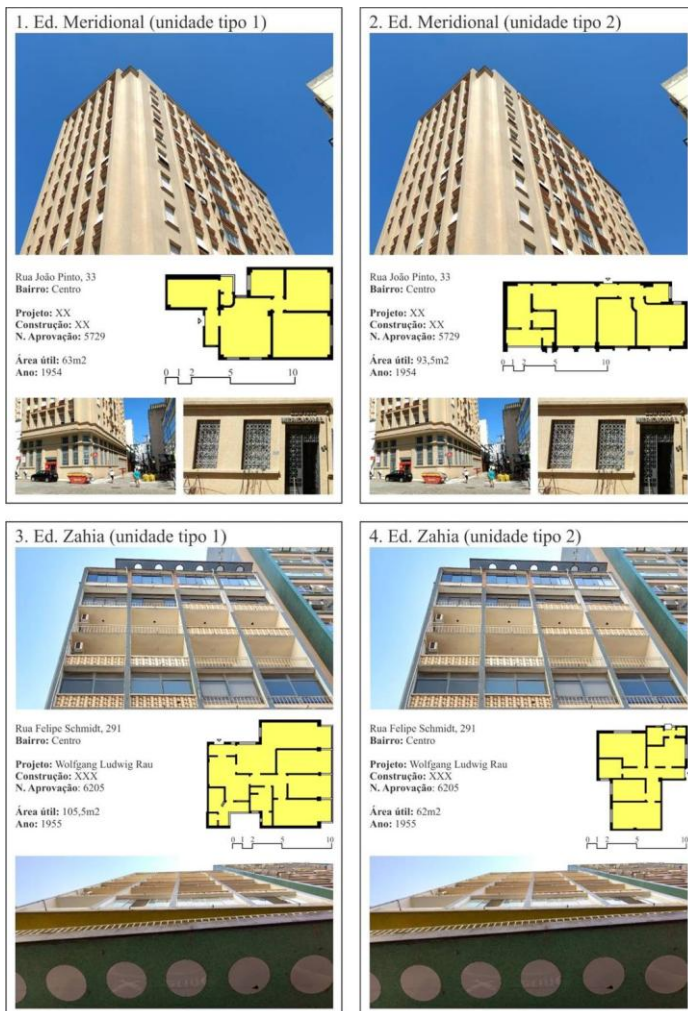 1. Ed. Meridional (unidade tipo 1)
Rua João Pinto, 33
Bairro: Centro
Projeto: XX
Construção: XX
N. Aprovação: 5729
Área útil: 63m2
Ano: 1954
0 1 2 5 10
2. Ed. Meridional (unidade tipo 2)
Rua João Pinto, 33
Bairro: Centro
Projeto: XX
Construção: XX
N. Aprovação: 5729
Área útil: 93,5m2
Ano: 1954
0 1 2 5 10
3. Ed. Zahia (unidade tipo 1)
Rua Felipe Schmidt, 291
Bairro: Centro
Projeto: Wolfgang Ludwig Rau
Construção: XXX
N. Aprovação: 6205
Área útil: 105,5m2
Ano: 1955
0 1 2 5 10
4. Ed. Zahia (unidade tipo 2)
Rua Felipe Schmidt, 291
Bairro: Centro
Projeto: Wolfgang Ludwig Rau
Construção: XXX
N. Aprovação: 6205
Área útil: 62m2
Ano: 1955
0 1 2 5 10